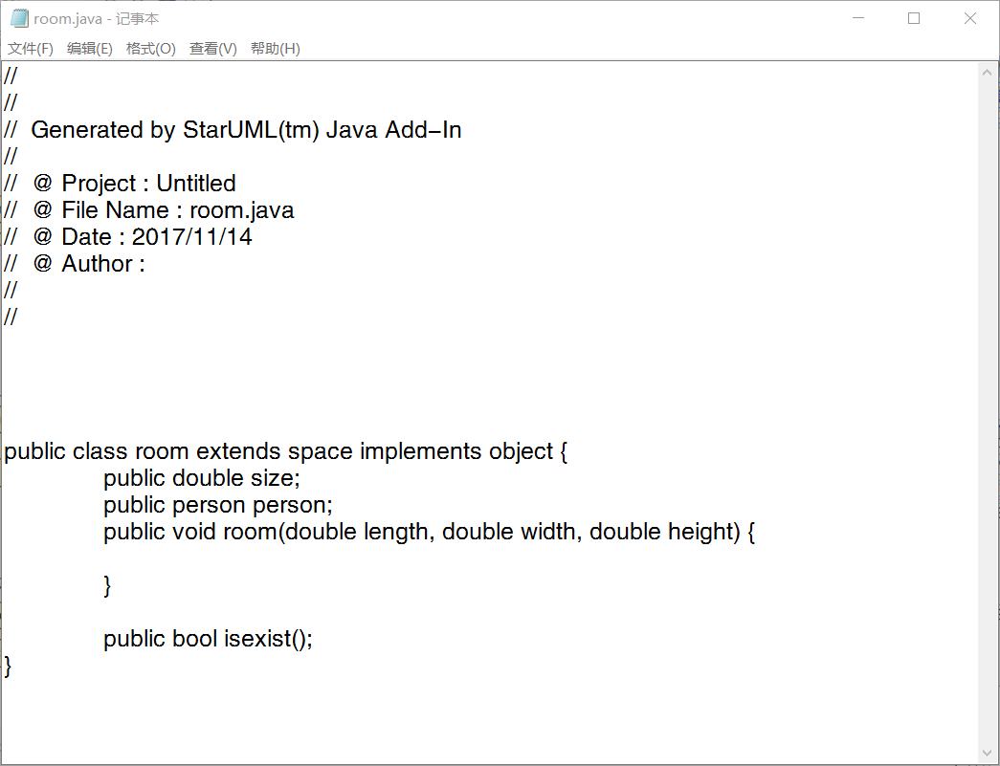 room.java - 记事本
文件(F) 编辑(E) 格式(O) 查看(V) 帮助(H)
//
//
//  Generated by StarUML(tm) Java Add-In
//
//  @ Project : Untitled
//  @ File Name : room.java
//  @ Date : 2017/11/14
//  @ Author :
//
//
public class room extends space implements object {
public double size;
public person person;
public void room(double length, double width, double height) {
}
public bool isexist();
}